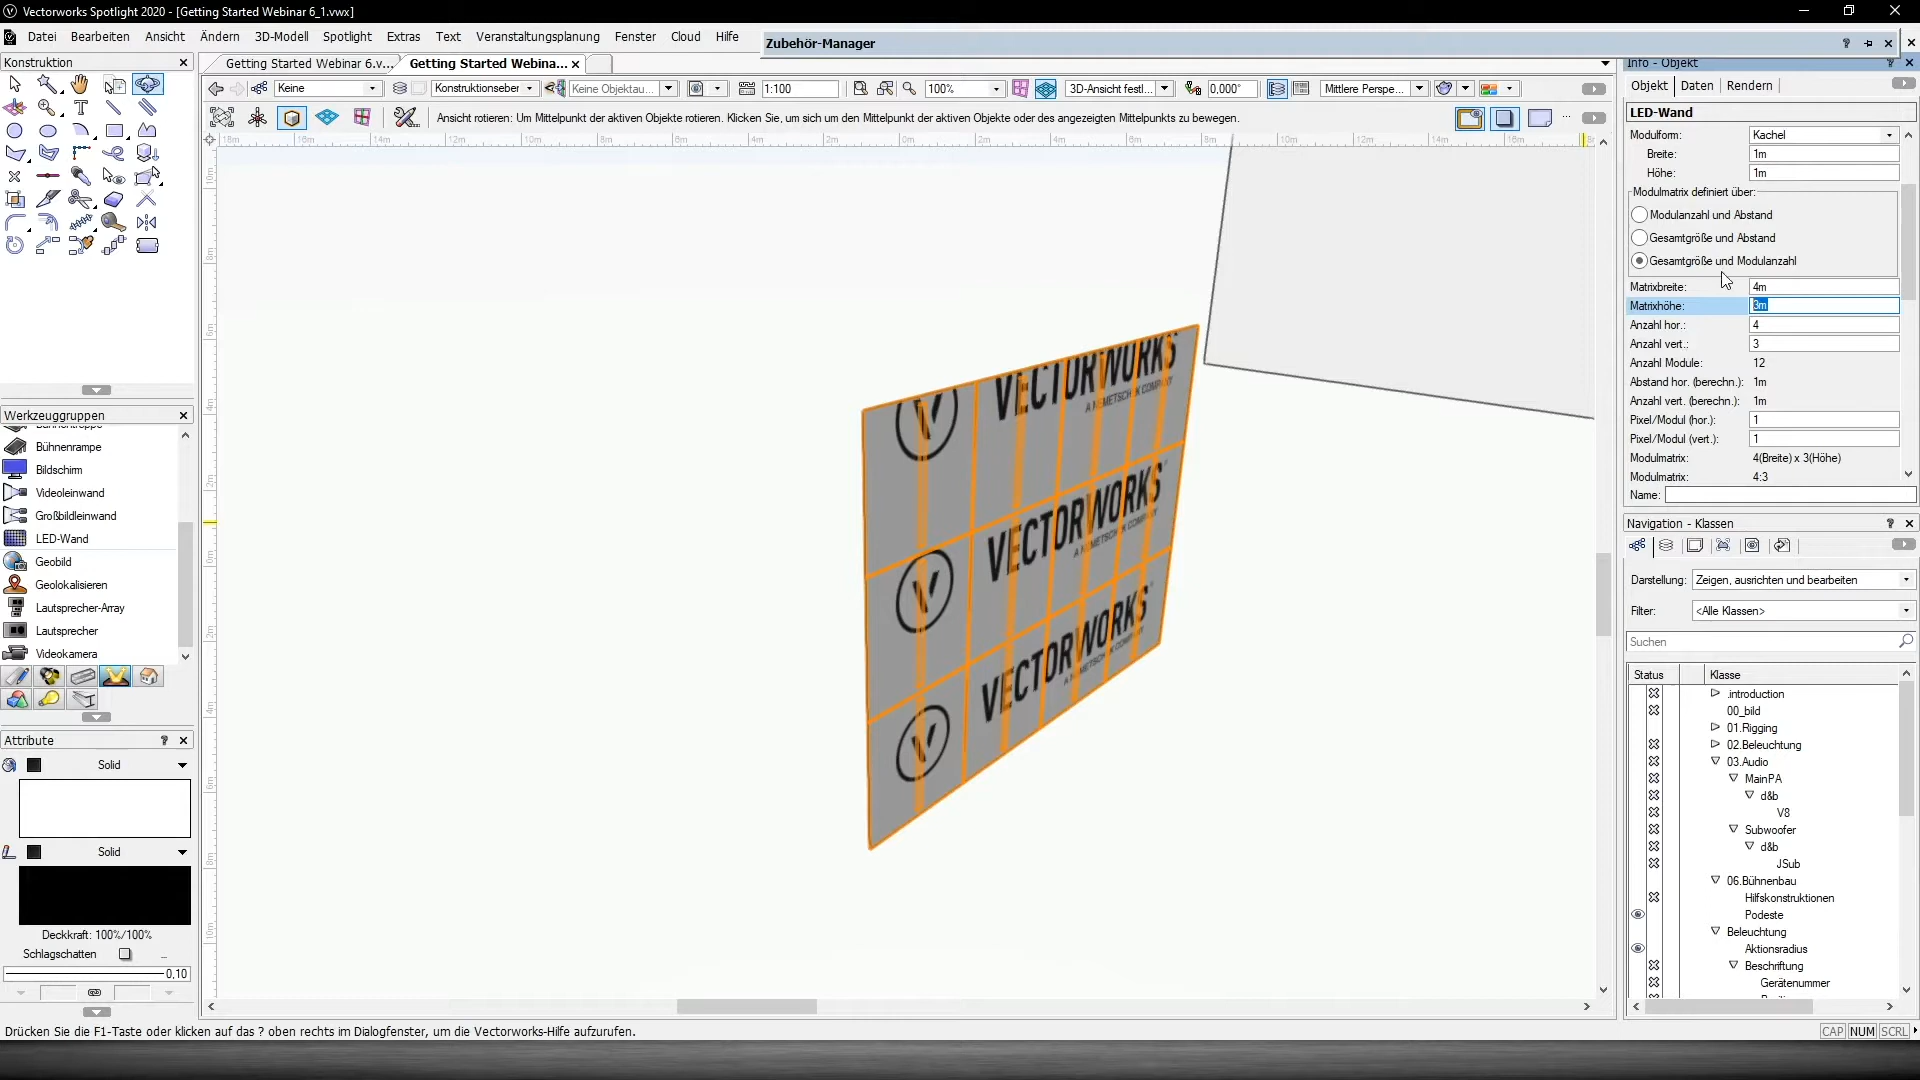 Vectorworks Spotlight 2020 - [Getting Started Webinar 6_1.vwx]
Datei Bearbeiten Ansicht Ändern 3D-Modell Spotlight Extras Text Veranstaltungsplanung Fenster Cloud Hilfe
Zubehör-Manager
Konstruktion
Getting Started Webinar 6.v...
Getting Started Webina...
Info - Objekt
Keine
Konstruktionseber
Keine Objektau...
1:100
100%
3D-Ansicht festl...
0,000°
Mittlere Perspe...
Ansicht rotieren: Um Mittelpunkt der aktiven Objekte rotieren. Klicken Sie, um sich um den Mittelpunkt der aktiven Objekte oder des angezeigten Mittelpunkts zu bewegen.
Objekt Daten Rendern
LED-Wand
Modulform: Kachel
Breite: 1m
Höhe: 1m
Modulmatrix definiert über:
Modulanzahl und Abstand
Gesamtgröße und Abstand
Gesamtgröße und Modulanzahl
Matrixbreite: 4m
Matrixhöhe: 3m
Anzahl hor.: 4
Anzahl vert.: 3
Anzahl Module: 12
Abstand hor. (berechn.): 1m
Anzahl vert. (berechn.): 1m
Pixel/Modul (hor.): 1
Pixel/Modul (vert.): 1
Modulmatrix: 4(Breite) x 3(Höhe)
Modulmatrix: 4:3
Name:
VECTORWORKS
A NEMETSCHEK COMPANY
VECTORWORKS
A NEMETSCHEK COMPANY
VECTORWORKS
A NEMETSCHEK COMPANY
Werkzeuggruppen
Bühnenrampe
Bildschirm
Videoleinwand
Großbildleinwand
LED-Wand
Geobild
Geolokalisieren
Lautsprecher-Array
Lautsprecher
Videokamera
Attribute
Solid
Solid
Deckkraft: 100%/100%
Schlagschatten
0,10
Navigation - Klassen
Darstellung: Zeigen, ausrichten und bearbeiten
Filter: <Alle Klassen>
Suchen
Status Klasse
.introduction
00_bild
01.Rigging
02.Beleuchtung
03.Audio
MainPA
d&b
V8
Subwoofer
d&b
JSub
06.Bühnenbau
Hilfskonstruktionen
Podeste
Beleuchtung
Aktionsradius
Beschriftung
Gerätenummer
Drücken Sie die F1-Taste oder klicken auf das ? oben rechts im Dialogfenster, um die Vectorworks-Hilfe aufzurufen.
CAP NUM SCRL